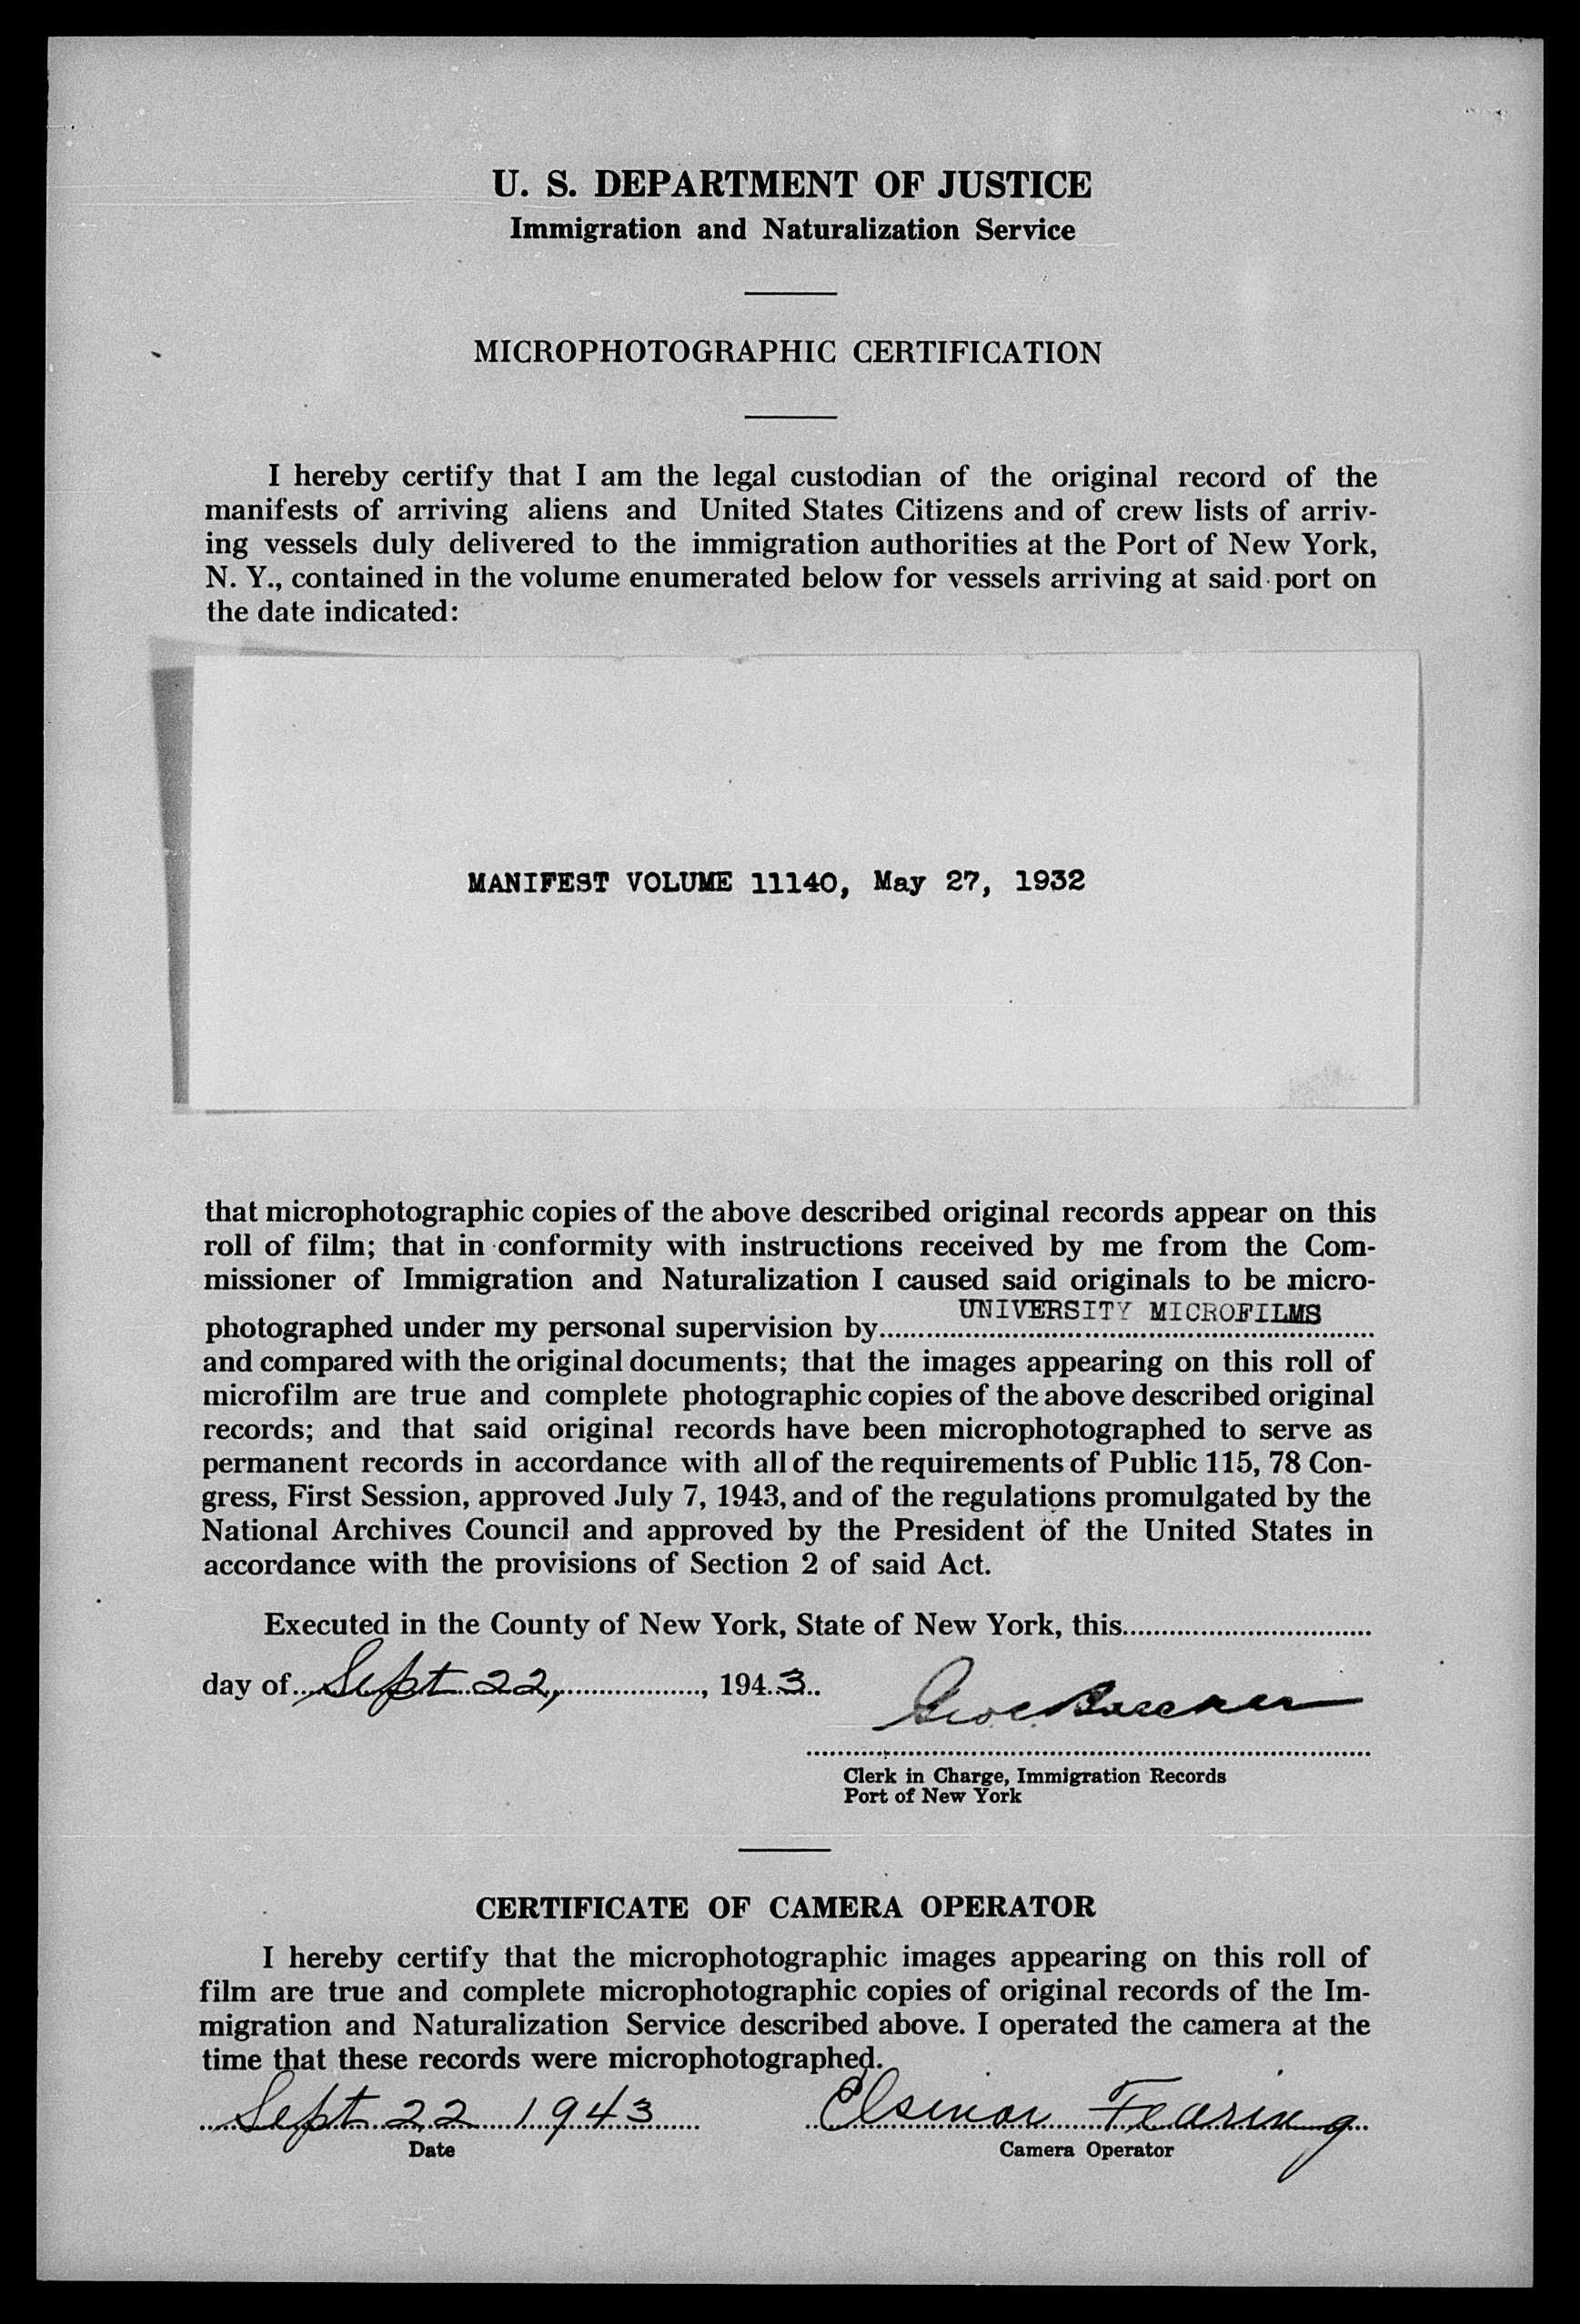 U. S. DEPARTMENT OF JUSTICE
Immigration and Naturalization Service
MICROPHOTOGRAPHIC CERTIFICATION
I hereby certify that I am the legal custodian of the original record of the
manifests of arriving aliens and United States Citizens and of crew lists of arriv-
ing vessels duly delivered to the immigration authorities at the Port of New York,
N. Y., contained in the volume enumerated below for vessels arriving at said port on
the date indicated:
MANIFEST VOLUME 11140, May 27, 1932
that microphotographic copies of the above described original records appear on this
roll of film; that in conformity with instructions received by me from the Com-
missioner of Immigration and Naturalization I caused said originals to be micro-
photographed under my personal supervision by UNIVERSITY MICROFILMS
and compared with the original documents; that the images appearing on this roll of
microfilm are true and complete photographic copies of the above described original
records; and that said original records have been microphotographed to serve as
permanent records in accordance with all of the requirements of Public 115, 78 Con-
gress, First Session, approved July 7, 1943, and of the regulations promulgated by the
National Archives Council and approved by the President of the United States in
accordance with the provisions of Section 2 of said Act.
Executed in the County of New York, State of New York, this
day of Sept 22, , 1943
Clerk in Charge, Immigration Records
Port of New York
CERTIFICATE OF CAMERA OPERATOR
I hereby certify that the microphotographic images appearing on this roll of
film are true and complete microphotographic copies of original records of the Im-
migration and Naturalization Service described above. I operated the camera at the
time that these records were microphotographed.
Sept 22 1943 Elsinor Fearing
Date Camera Operator